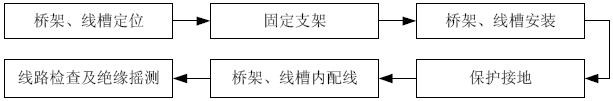 桥架、线槽定位
固定支架
桥架、线槽安装
保护接地
桥架、线槽内配线
线路检查及绝缘摇测